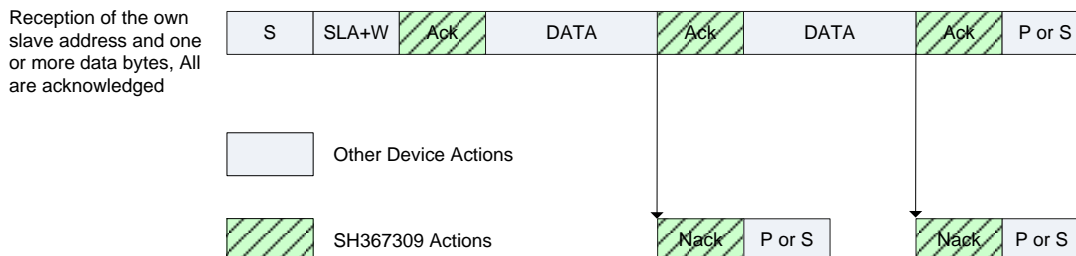 Reception of the own
slave address and one
or more data bytes, All
are acknowledged
S SLA+W Ack DATA Ack DATA Ack P or S
Other Device Actions
SH367309 Actions
Nack P or S Nack P or S